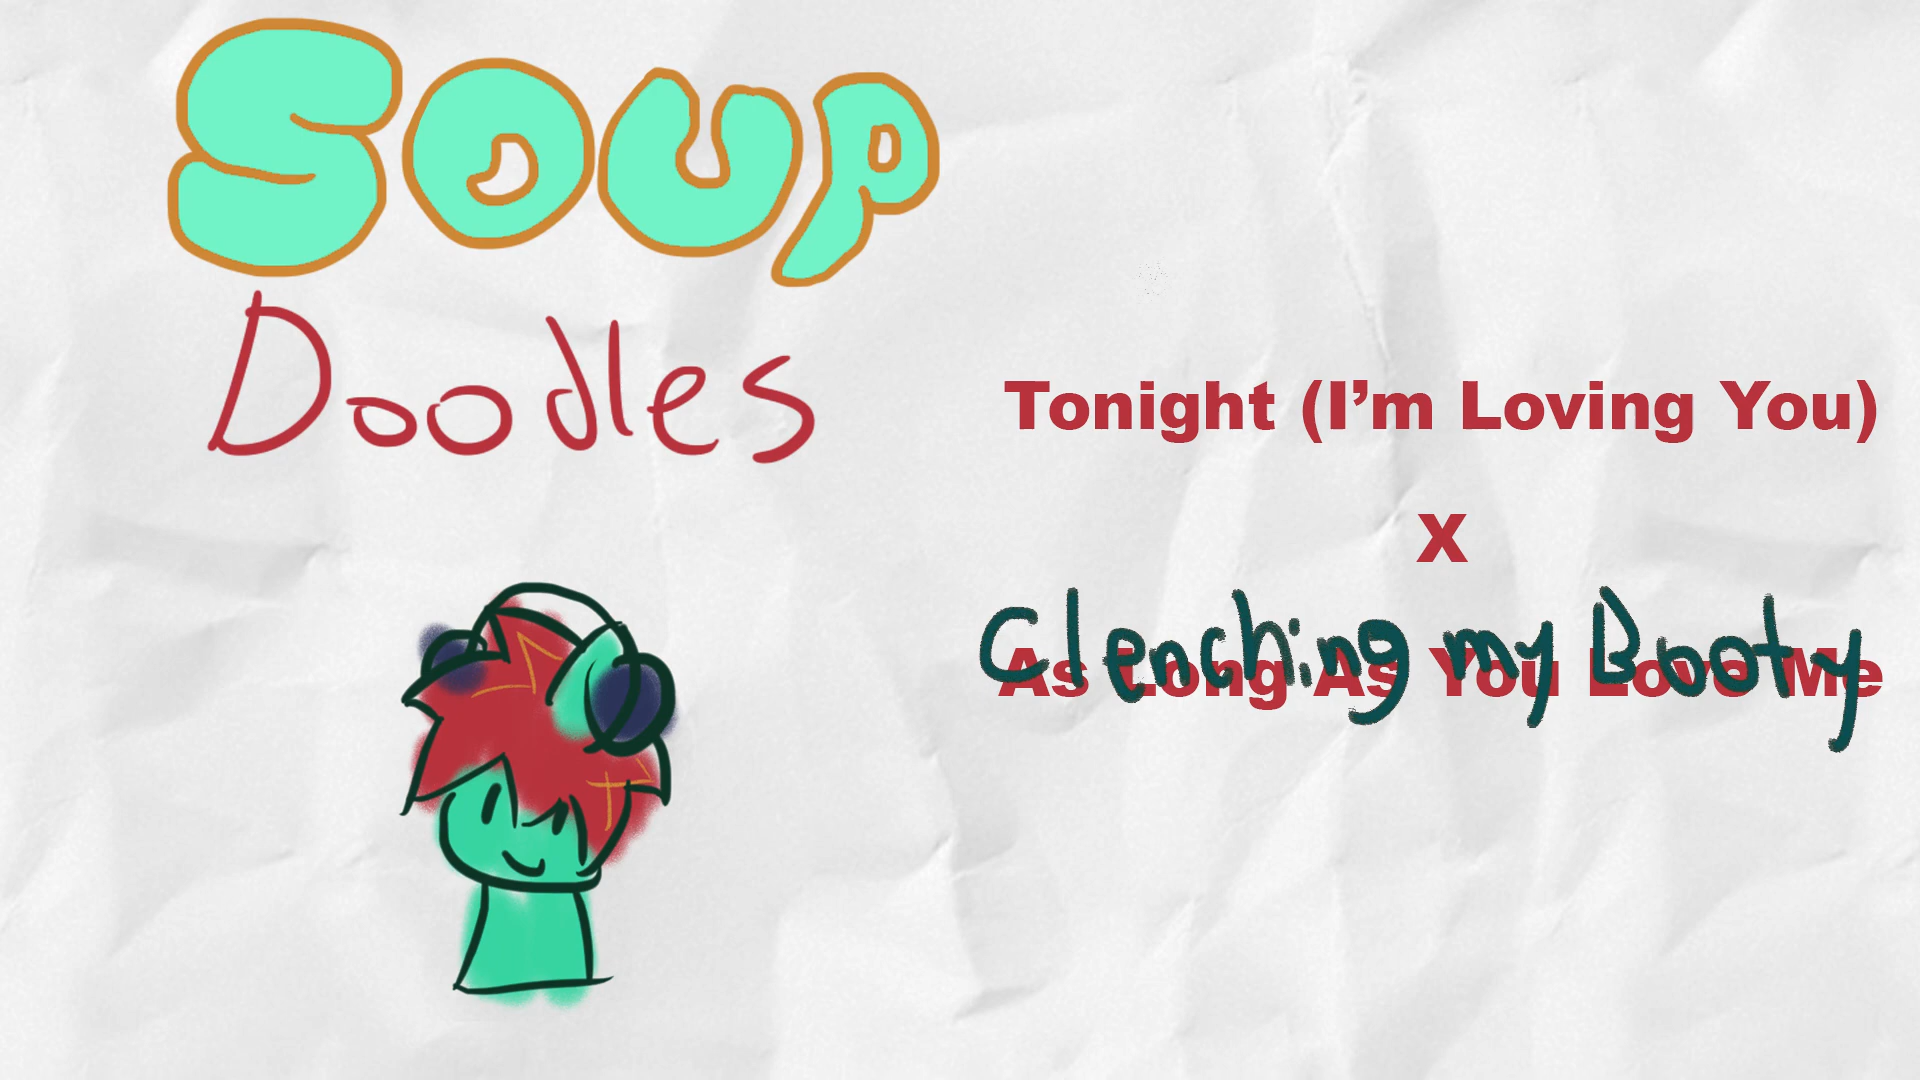 Soup
Doodles
Tonight (I’m Loving You)
X
Clenching my Booty
As Long As You Love Me